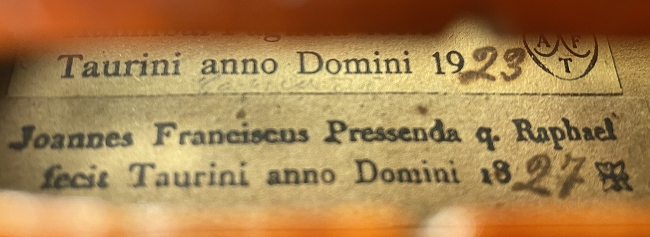 Taurini anno Domini 1923 A F T
Joannes Franciscus Pressenda q. Raphael
fecit Taurini anno Domini 1827